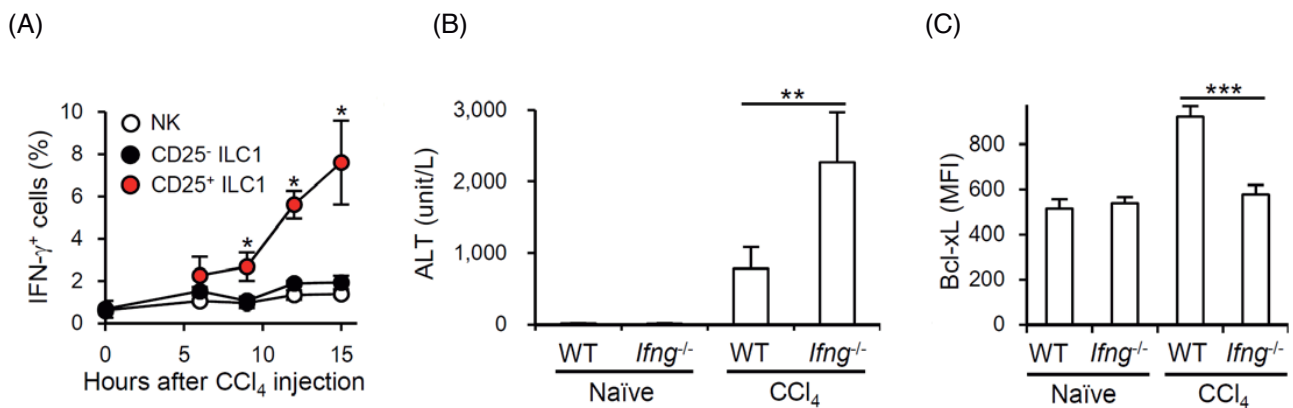 (A)
IFN-γ⁺ cells (%)
10
8
6
4
2
0
NK
CD25⁻ ILC1
CD25⁺ ILC1
*
*
*
*
0 5 10 15
Hours after CCl₄ injection
(B)
ALT (unit/L)
3,000
2,000
1,000
0
**
WT Ifng⁻/⁻ WT Ifng⁻/⁻
Naïve CCl₄
(C)
Bcl-xL (MFI)
800
600
400
200
0
***
WT Ifng⁻/⁻ WT Ifng⁻/⁻
Naïve CCl₄